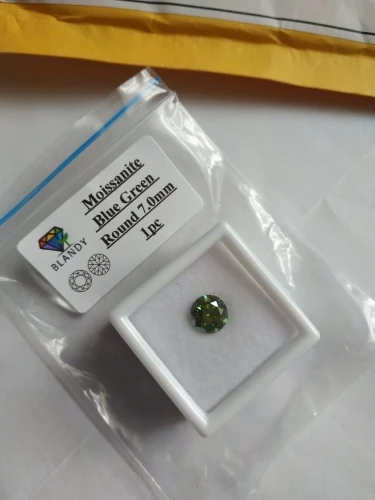 Moissanite
Blue Green
Round 7.0mm
1pc
BLANDY